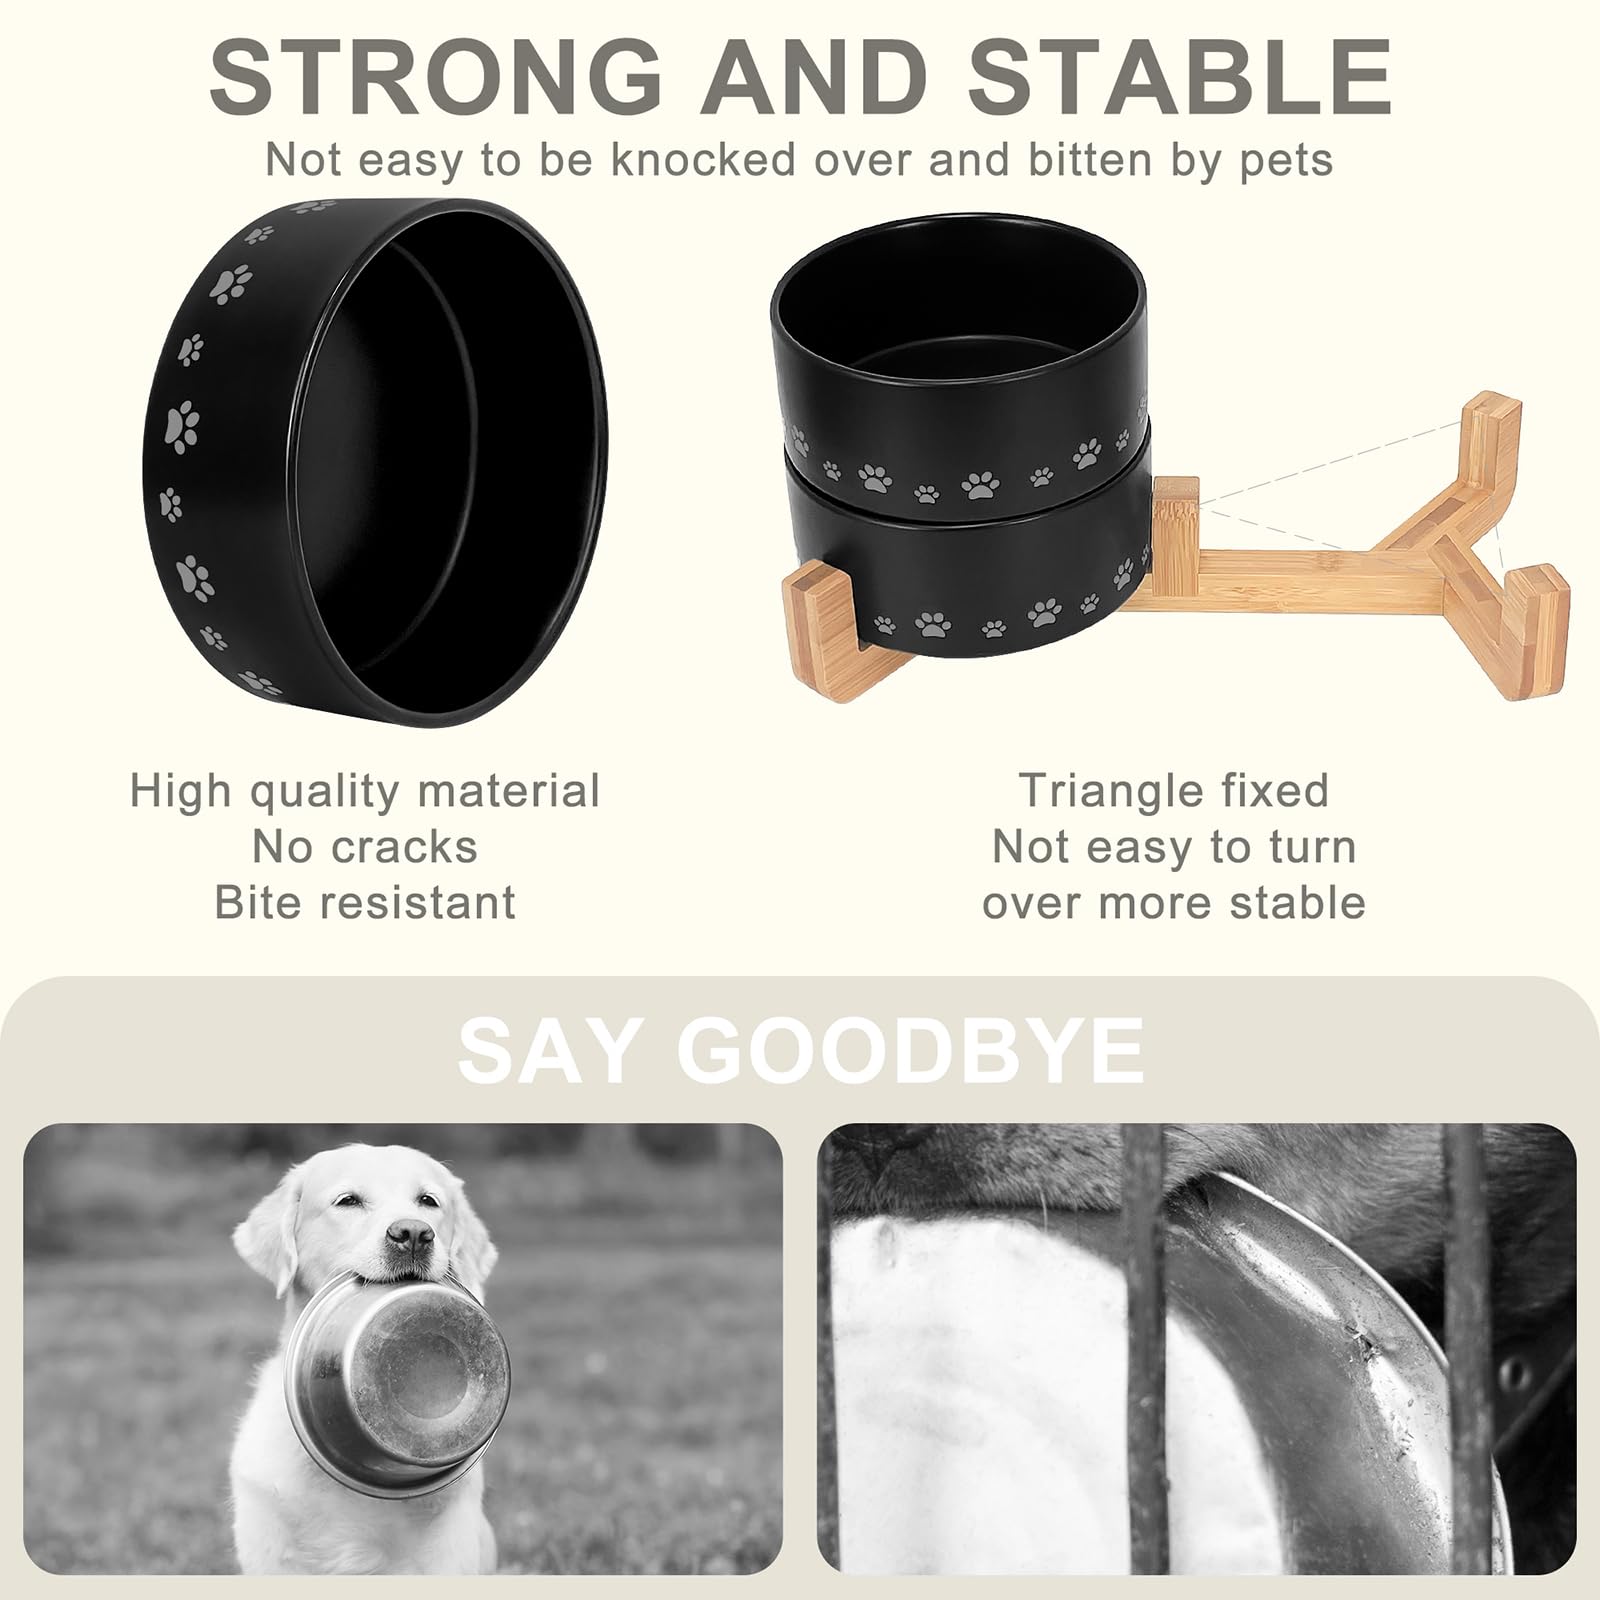 STRONG AND STABLE
Not easy to be knocked over and bitten by pets
High quality material
No cracks
Bite resistant
Triangle fixed
Not easy to turn
over more stable
SAY GOODBYE